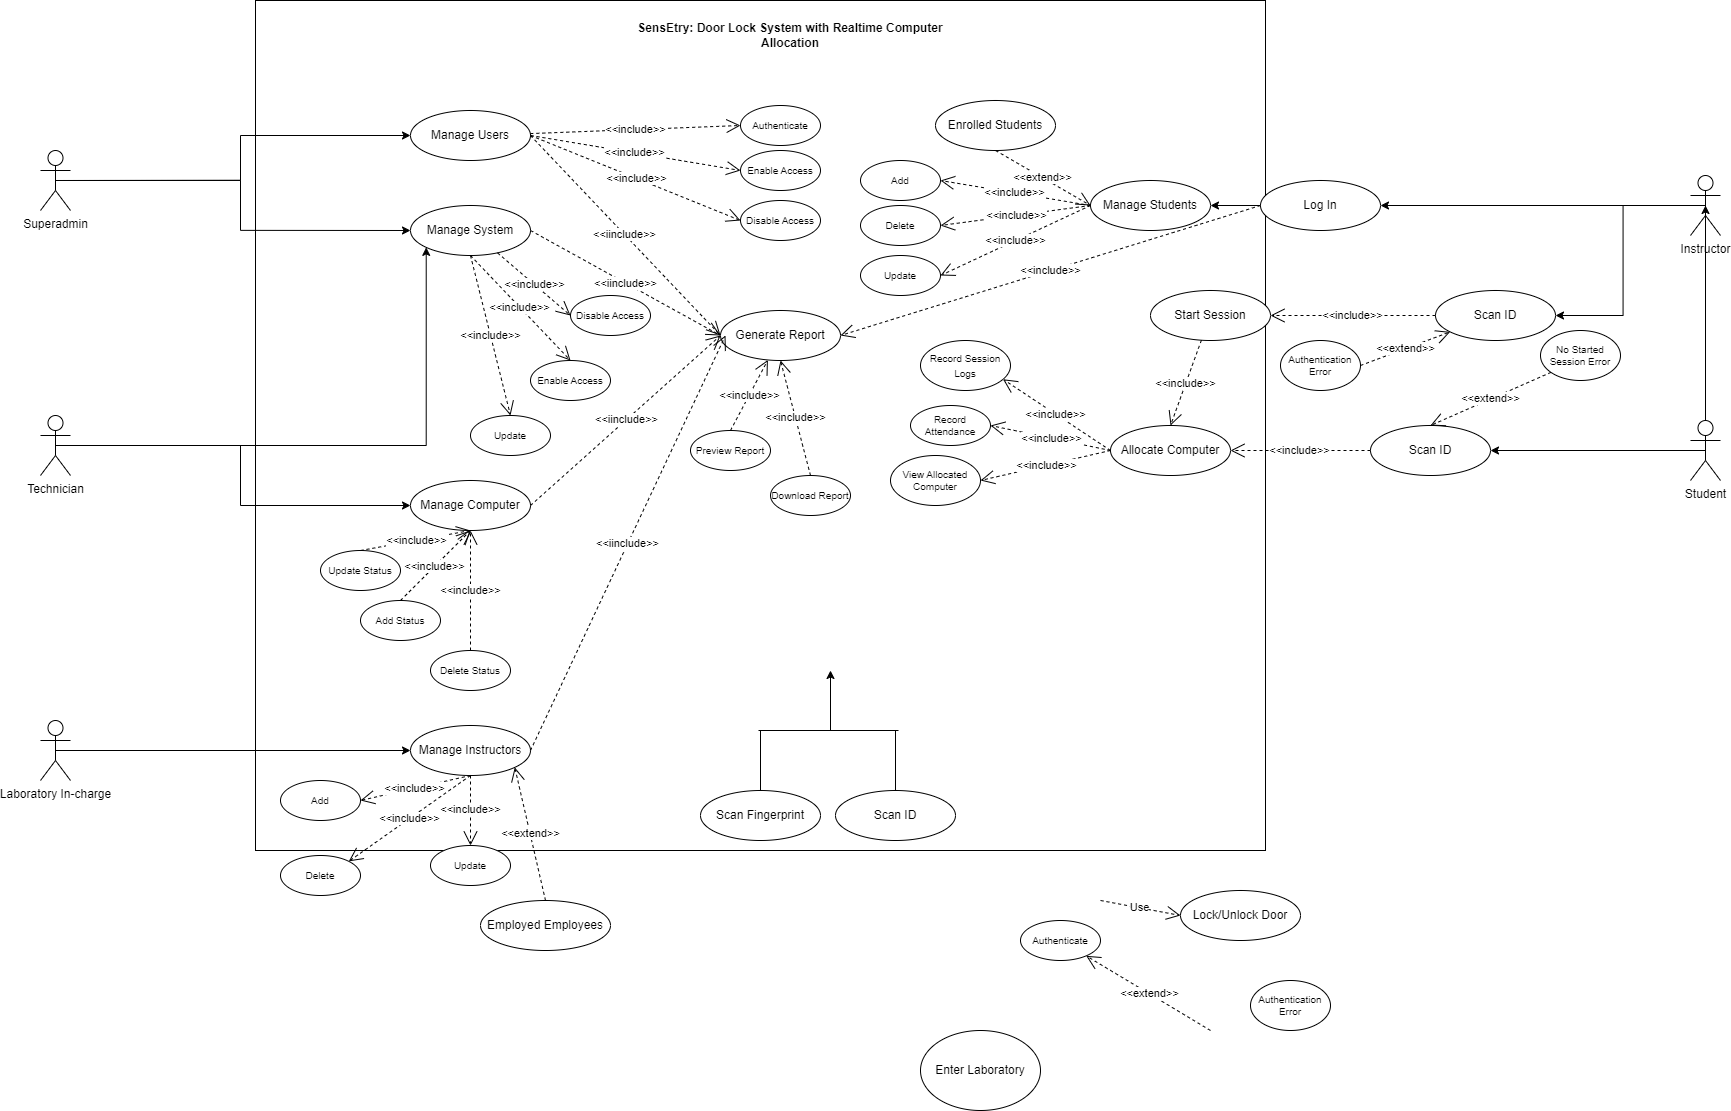 SensEtry: Door Lock System with Realtime Computer
Allocation
Manage Users
<<include>>
Authenticate
<<include>>
Enable Access
<<include>>
Disable Access
Superadmin
Manage System
<<iinclude>>
<<include>>
<<include>>
<<include>>
<<iinclude>>
Disable Access
Enable Access
Update
Enrolled Students
<<extend>>
Add
<<include>>
Delete
<<include>>
Update
<<include>>
Manage Students
Log In
Instructor
<<include>>
Generate Report
Start Session
<<include>>
Scan ID
Authentication
Error
<<extend>>
No Started
Session Error
<<extend>>
Record Session
Logs
<<include>>
<<include>>
Record
Attendance
<<include>>
View Allocated
Computer
<<include>>
Allocate Computer
<<include>>
Scan ID
Student
<<include>>
<<include>>
Preview Report
Download Report
Technician
<<iinclude>>
Manage Computer
<<include>>
Update Status
<<include>>
Add Status
<<include>>
Delete Status
<<iinclude>>
Laboratory In-charge
Manage Instructors
<<include>>
Add
<<include>>
Delete
<<include>>
Update
<<extend>>
Employed Employees
Scan Fingerprint
Scan ID
Use
Lock/Unlock Door
Authenticate
<<extend>>
Authentication
Error
Enter Laboratory